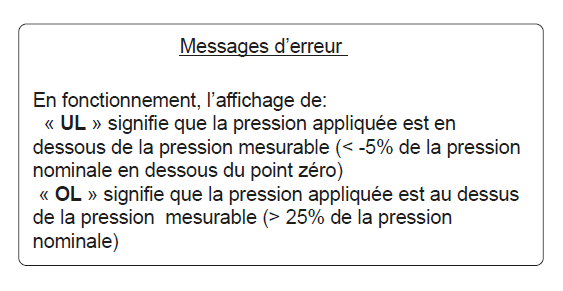 Messages d'erreur
En fonctionnement, l'affichage de:
« UL » signifie que la pression appliquée est en
dessous de la pression mesurable (< -5% de la pression
nominale en dessous du point zéro)
« OL » signifie que la pression appliquée est au dessus
de la pression mesurable (> 25% de la pression
nominale)